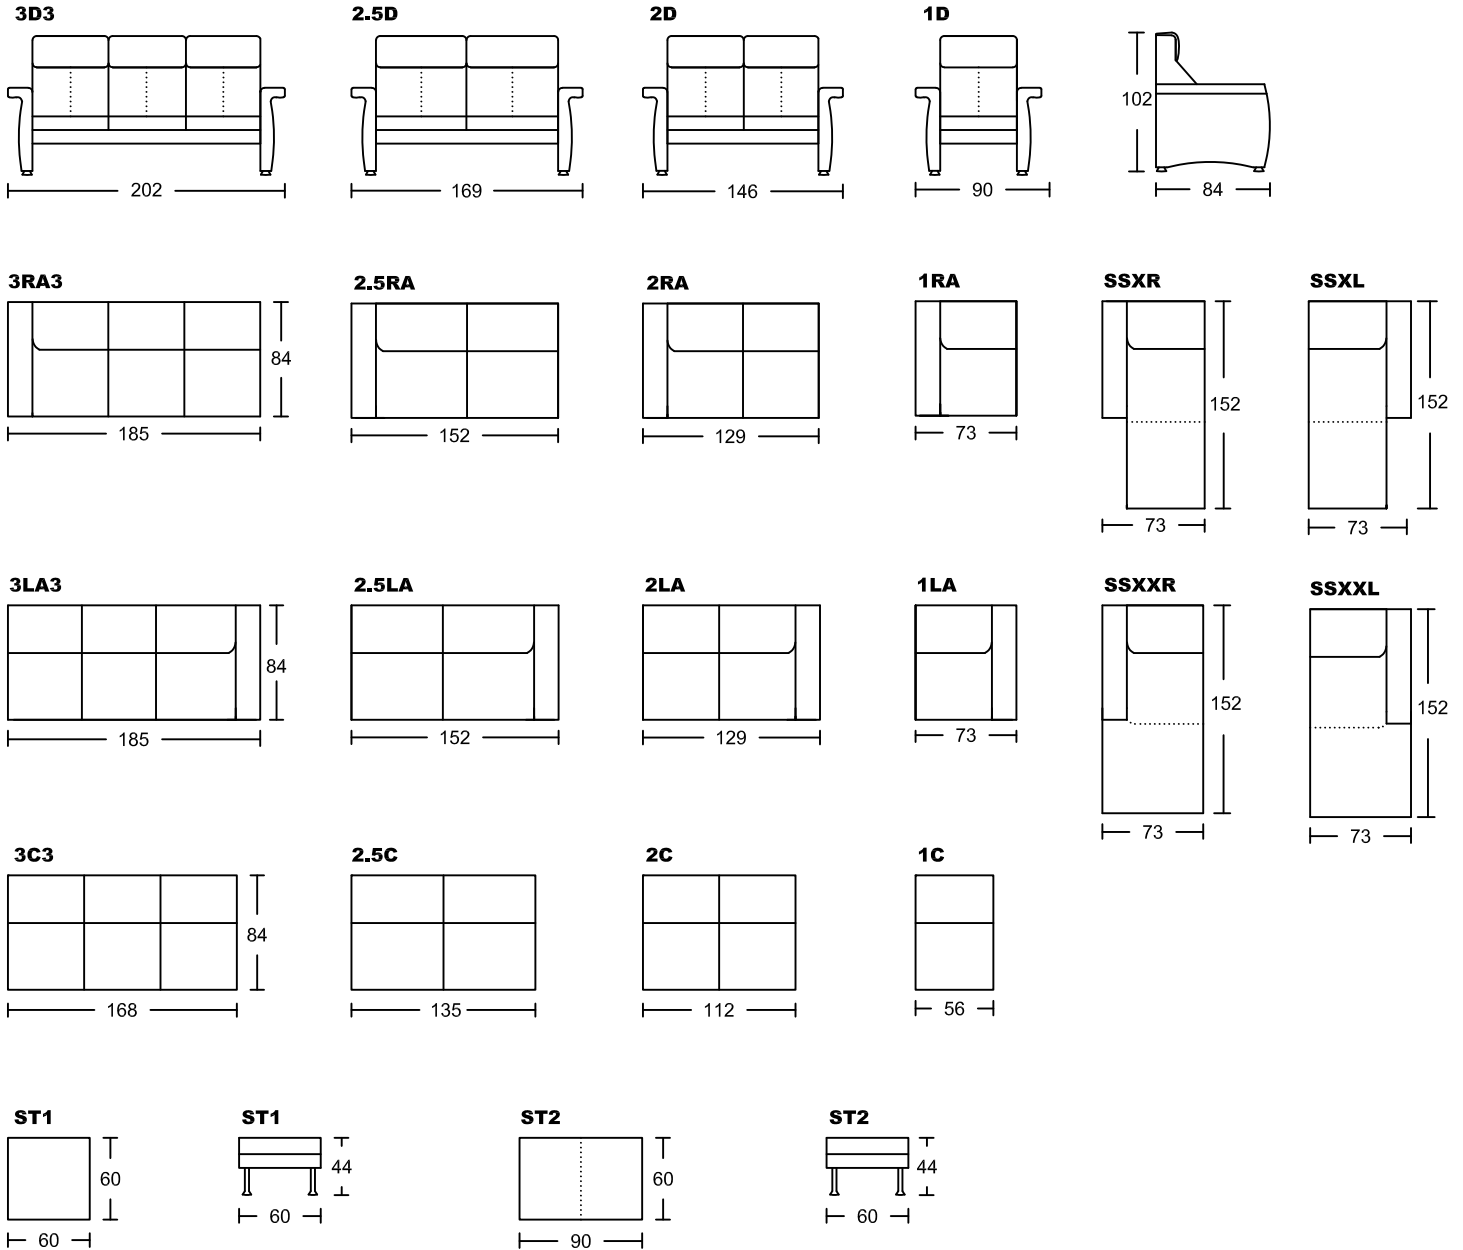 3D3 2.5D 2D 1D
102
202 169 146 90 84
3RA3 2.5RA 2RA 1RA SSXR SSXL
84
152 152
185 152 129 73
73 73
3LA3 2.5LA 2LA 1LA SSXXR SSXXL
84
152 152
185 152 129 73
73 73
3C3 2.5C 2C 1C
84
168 135 112 56
ST1 ST1 ST2 ST2
60 44 60 44
60 60 90 60